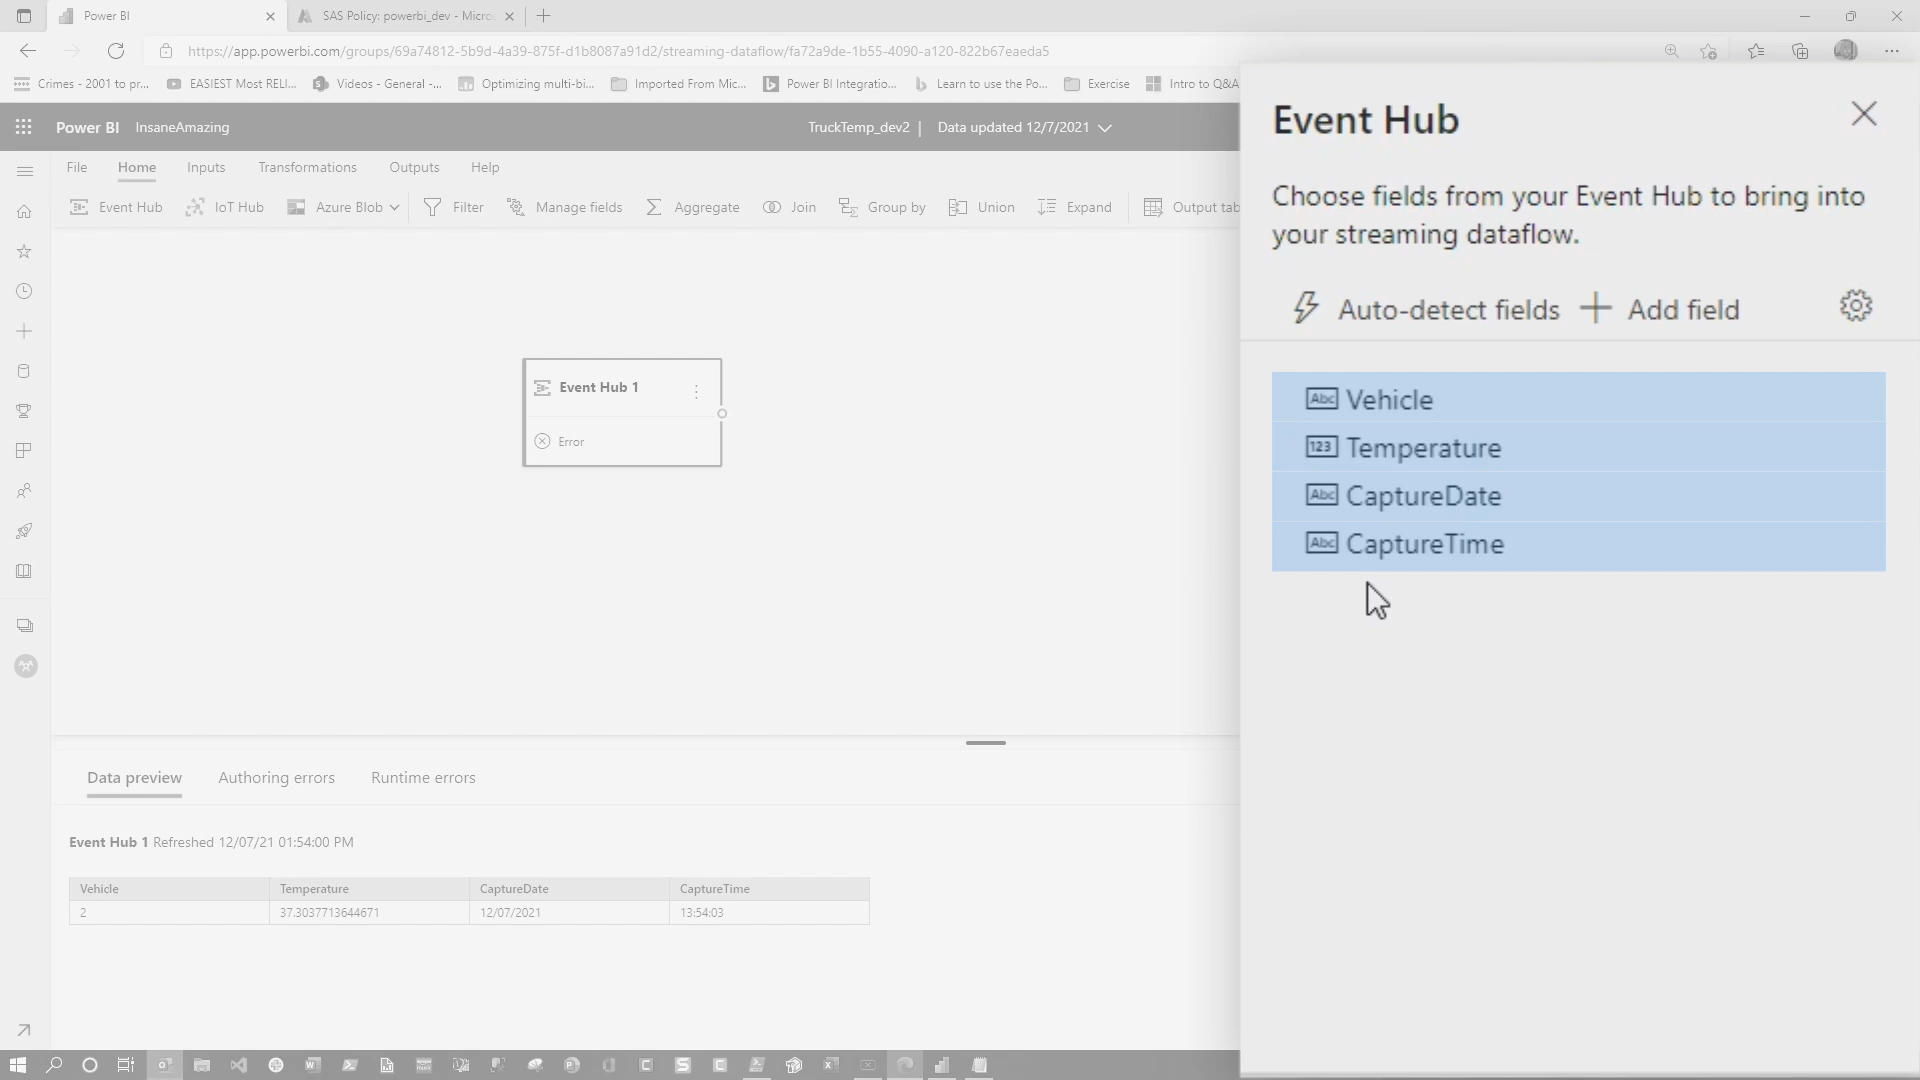 Power BI
SAS Policy: powerbi_dev - Micro
https://app.powerbi.com/groups/69a74812-5b9d-4a39-875f-d1b8087a91d2/streaming-dataflow/fa72a9de-1b55-4090-a120-822b67eaeda5
Crimes - 2001 to pr... EASIEST Most RELI... Videos - General -... Optimizing multi-bi... Imported From Mic... Power BI Integratio... Learn to use the Po... Exercise Intro to Q&A
Power BI InsaneAmazing TruckTemp_dev2 | Data updated 12/7/2021
File Home Inputs Transformations Outputs Help
Event Hub IoT Hub Azure Blob Filter Manage fields Aggregate Join Group by Union Expand Output tab
Event Hub 1
Error
Data preview Authoring errors Runtime errors
Event Hub 1 Refreshed 12/07/21 01:54:00 PM
Vehicle Temperature CaptureDate CaptureTime
2 37.3037713644671 12/07/2021 13:54:03
Event Hub
Choose fields from your Event Hub to bring into
your streaming dataflow.
Auto-detect fields Add field
Abc Vehicle
123 Temperature
Abc CaptureDate
Abc CaptureTime